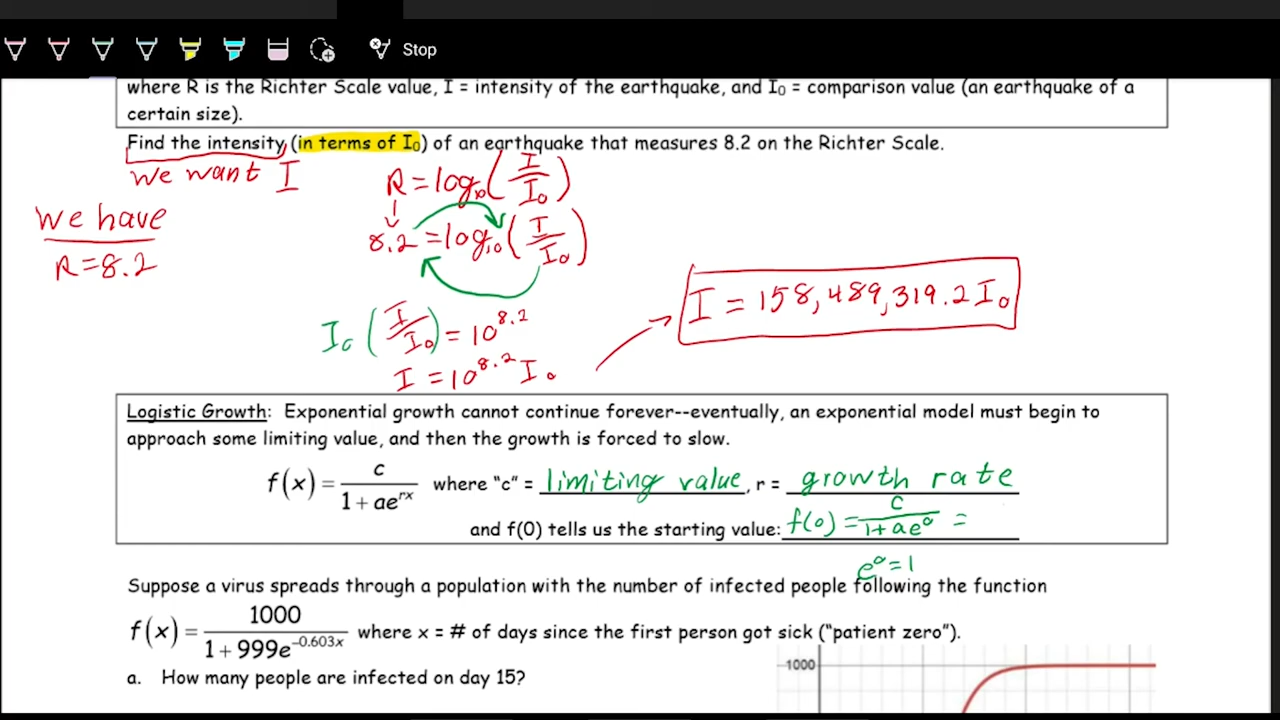 Stop
where R is the Richter Scale value, I = intensity of the earthquake, and I₀ = comparison value (an earthquake of a
certain size).
Find the intensity (in terms of I₀) of an earthquake that measures 8.2 on the Richter Scale.
we want I
R = log₁₀(I/I₀)
we have
R = 8.2
8.2 = log₁₀(I/I₀)
I = 158,489,319.2 I₀
I₀(I/I₀) = 10^8.2
I = 10^8.2 I₀
Logistic Growth: Exponential growth cannot continue forever--eventually, an exponential model must begin to
approach some limiting value, and then the growth is forced to slow.
f(x) = c/(1 + ae^rx) where "c" = limiting value, r = growth rate
and f(0) tells us the starting value: f(0) = c/(1+ae^0) =
e^0 = 1
Suppose a virus spreads through a population with the number of infected people following the function
f(x) = 1000/(1 + 999e^-0.603x) where x = # of days since the first person got sick ("patient zero").
a. How many people are infected on day 15?
1000